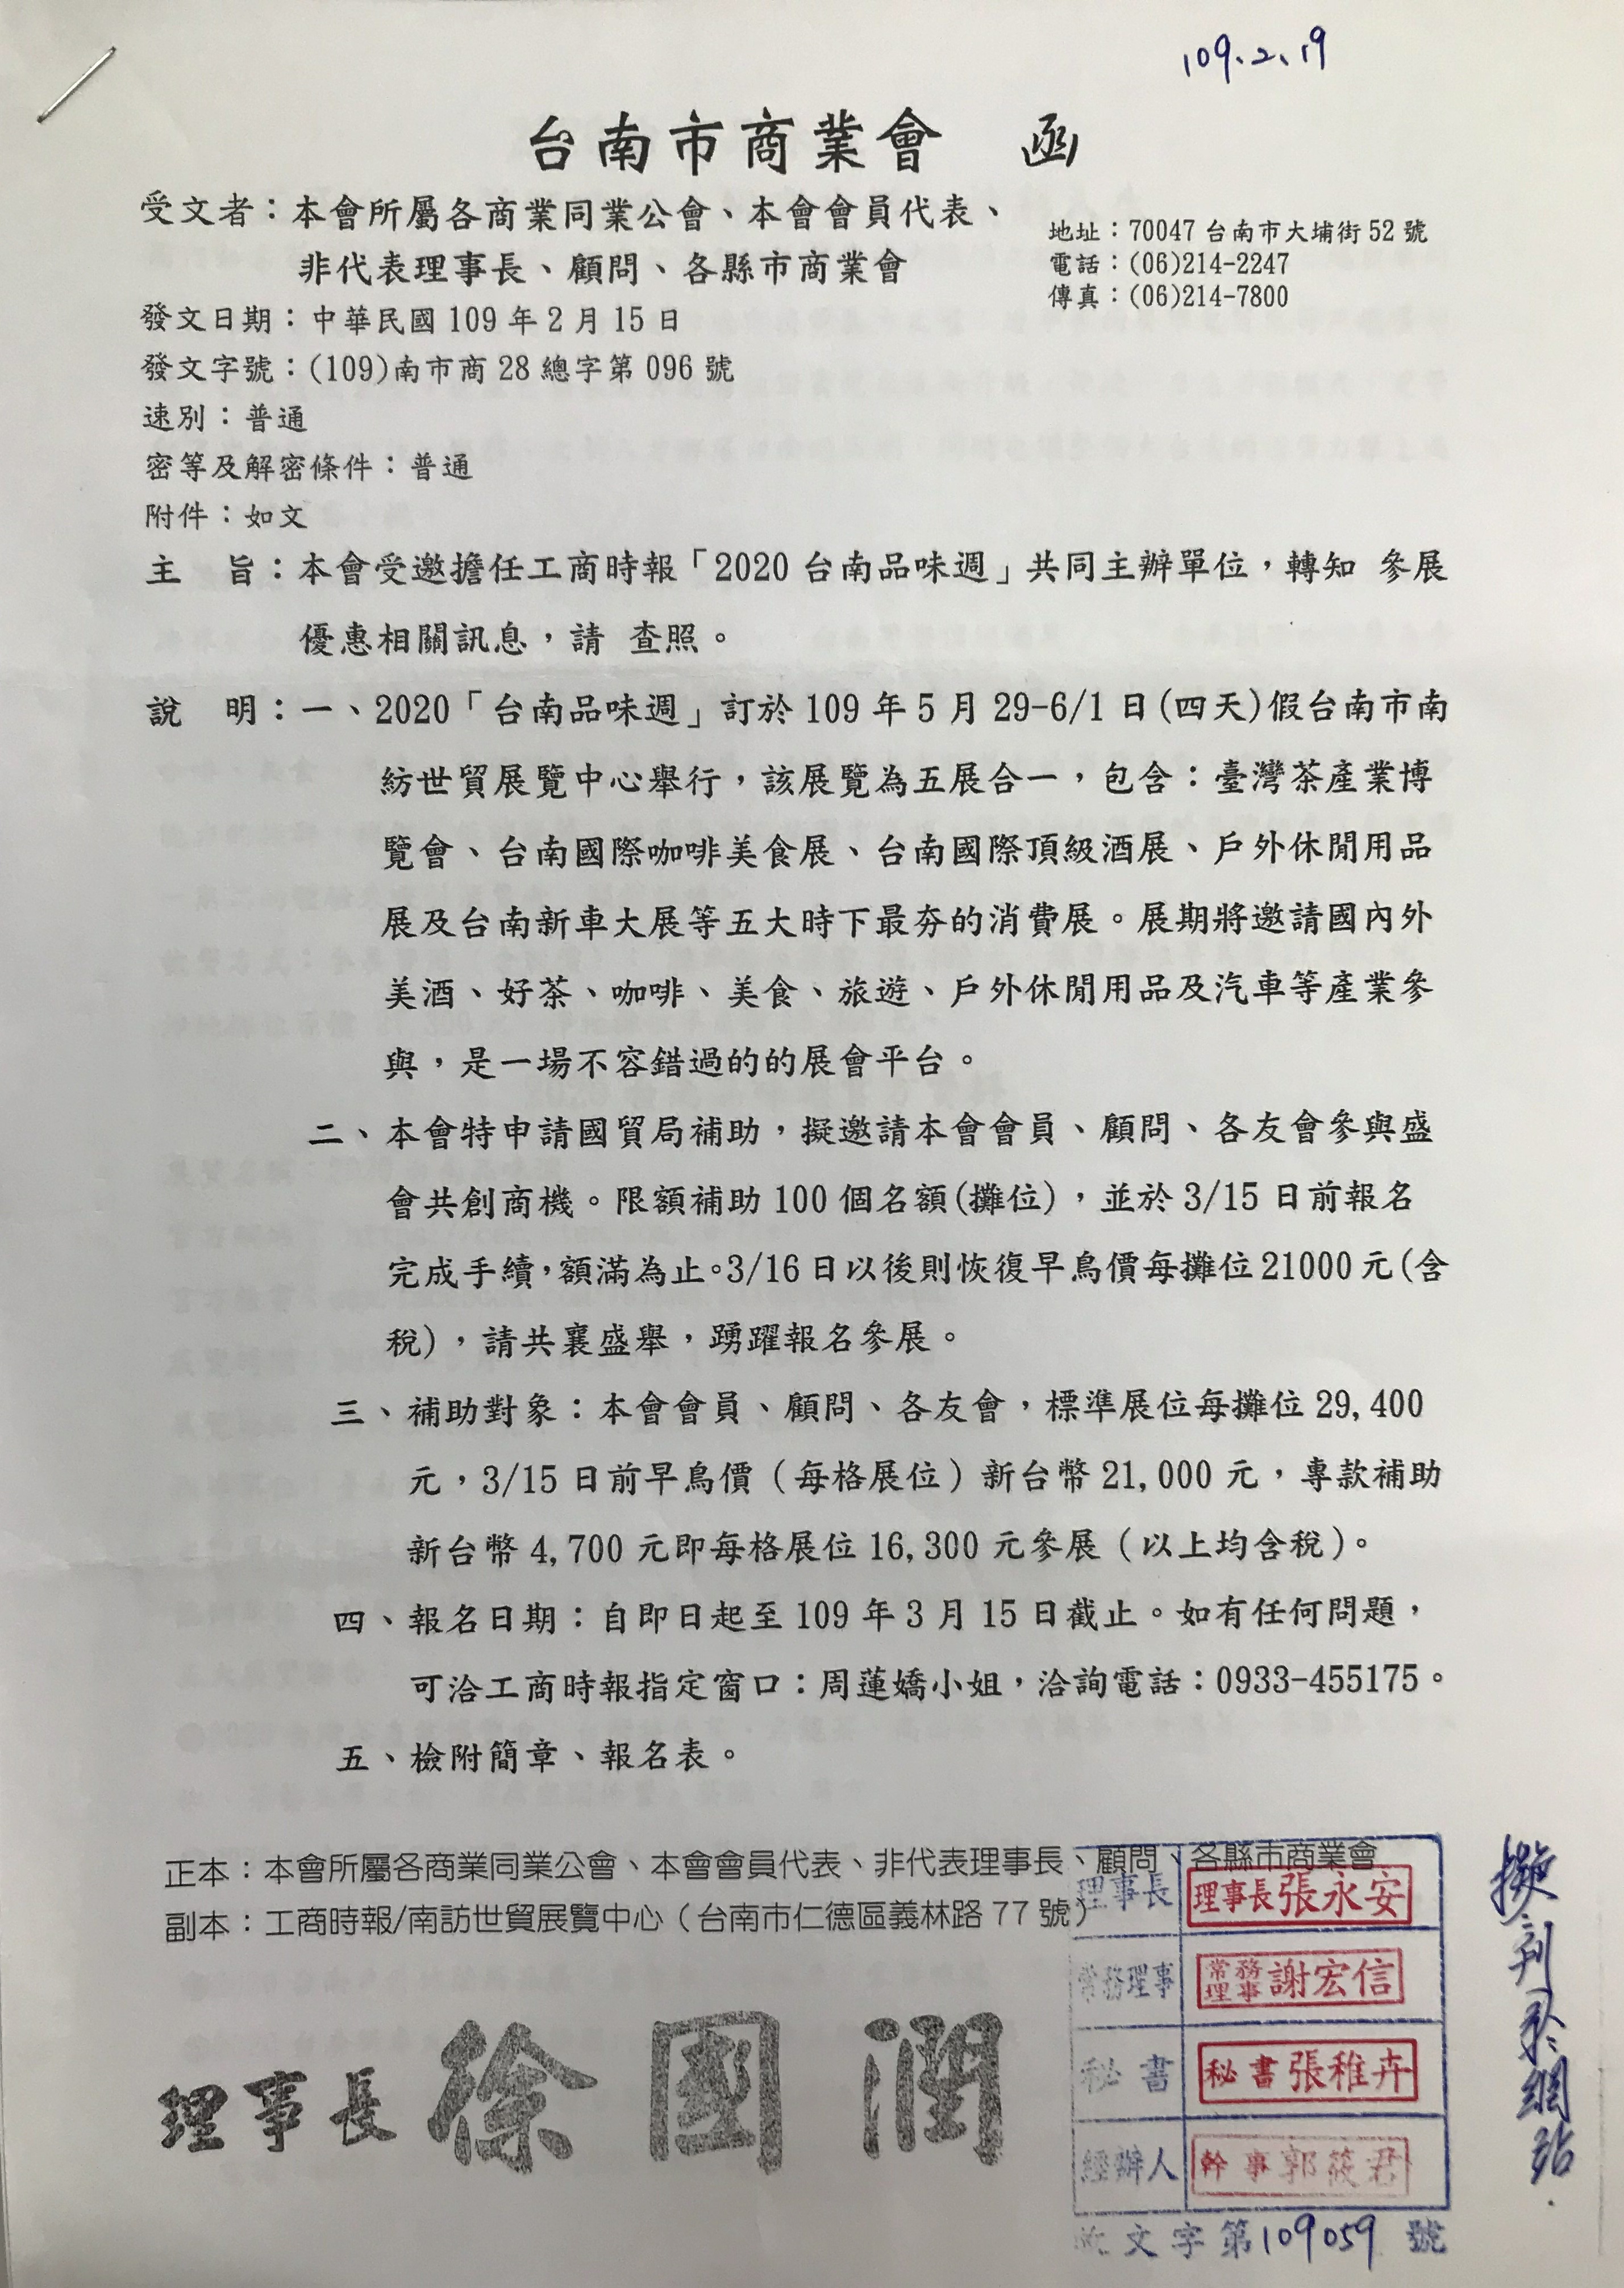 109.2.19
台南市商業會 函
受文者：本會所屬各商業同業公會、本會會員代表、
非代表理事長、顧問、各縣市商業會
地址：70047 台南市大埔街 52 號
電話：(06)214-2247
傳真：(06)214-7800
發文日期：中華民國 109 年 2 月 15 日
發文字號：(109)南市商 28 總字第 096 號
速別：普通
密等及解密條件：普通
附件：如文
主 旨：本會受邀擔任工商時報「2020 台南品味週」共同主辦單位，轉知 參展
優惠相關訊息，請 查照。
說 明：一、2020「台南品味週」訂於 109 年 5 月 29-6/1 日(四天)假台南市南
紡世貿展覽中心舉行，該展覽為五展合一，包含：臺灣茶產業博
覽會、台南國際咖啡美食展、台南國際頂級酒展、戶外休閒用品
展及台南新車大展等五大時下最夯的消費展。展期將邀請國內外
美酒、好茶、咖啡、美食、旅遊、戶外休閒用品及汽車等產業參
與，是一場不容錯過的的展會平台。
二、本會特申請國貿局補助，擬邀請本會會員、顧問、各友會參與盛
會共創商機。限額補助 100 個名額(攤位)，並於 3/15 日前報名
完成手續，額滿為止。3/16 日以後則恢復早鳥價每攤位 21000 元(含
稅)，請共襄盛舉，踴躍報名參展。
三、補助對象：本會會員、顧問、各友會，標準展位每攤位 29,400
元，3/15 日前早鳥價（每格展位）新台幣 21,000 元，專款補助
新台幣 4,700 元即每格展位 16,300 元參展（以上均含稅）。
四、報名日期：自即日起至 109 年 3 月 15 日截止。如有任何問題，
可洽工商時報指定窗口：周蓮嬌小姐，洽詢電話：0933-455175。
五、檢附簡章、報名表。
正本：本會所屬各商業同業公會、本會會員代表、非代表理事長、顧問、各縣市商業會
副本：工商時報/南訪世貿展覽中心（台南市仁德區義林路 77 號）
理事長 徐國潤
理事長 理事長張永安
常務理事 常務理事謝宏信
秘書 秘書張稚卉
經辦人 幹事郭筱君
文字第109059號
擬刊於網站.